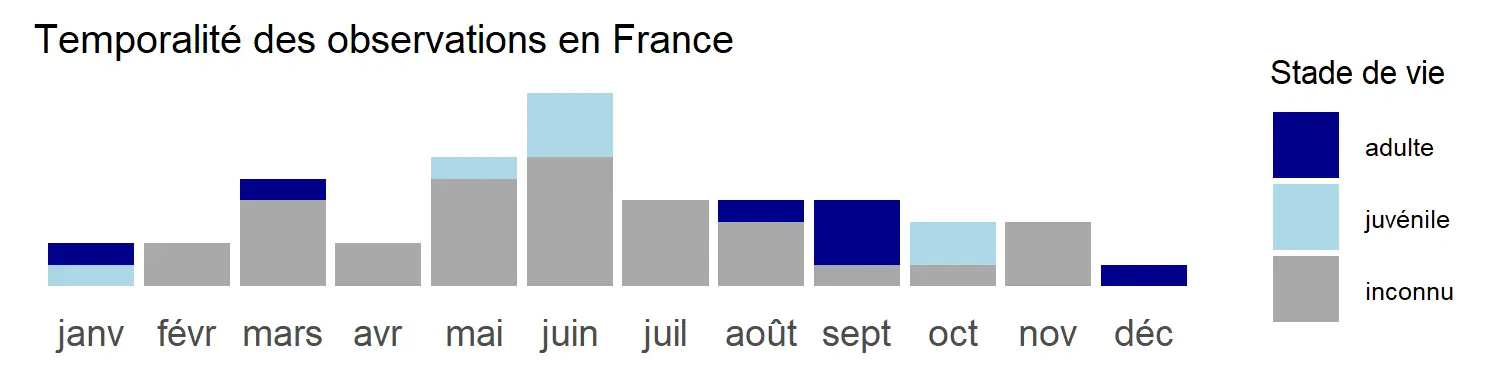 Temporalité des observations en France
Stade de vie
adulte
juvénile
inconnu
janv févr mars avr mai juin juil août sept oct nov déc